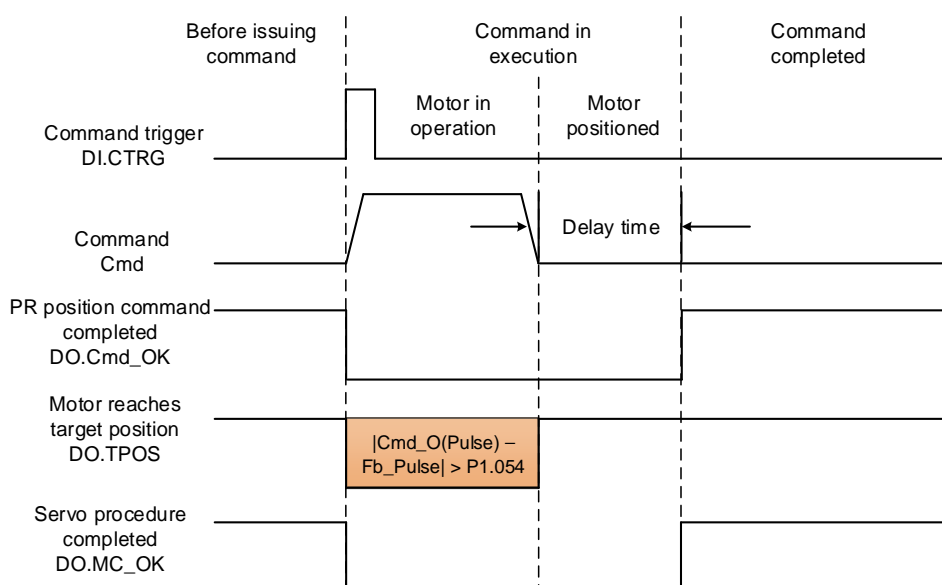 Before issuing
command
Command in
execution
Command
completed
Motor in
operation
Motor
positioned
Command trigger
DI.CTRG
Command
Cmd
Delay time
PR position command
completed
DO.Cmd_OK
Motor reaches
target position
DO.TPOS
|Cmd_O(Pulse) –
Fb_Pulse| > P1.054
Servo procedure
completed
DO.MC_OK